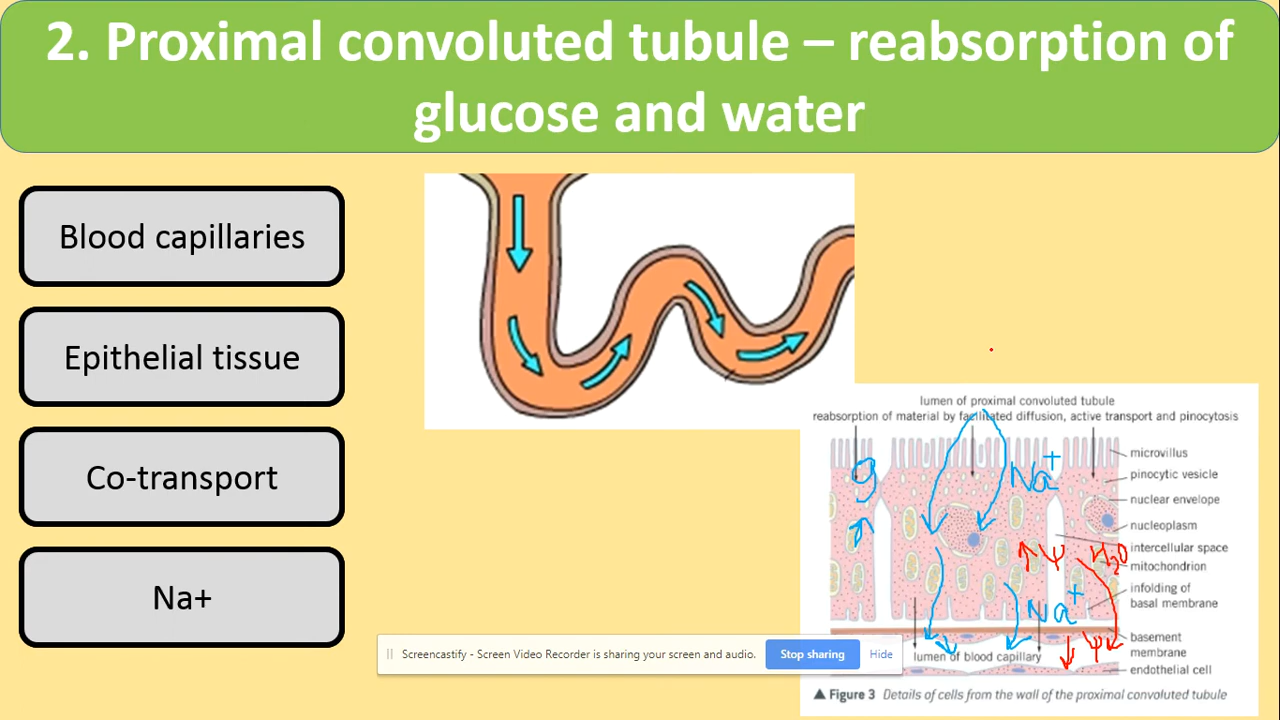 2. Proximal convoluted tubule – reabsorption of
glucose and water
Blood capillaries
Epithelial tissue
Co-transport
Na+
lumen of proximal convoluted tubule
reabsorption of material by facilitated diffusion, active transport and pinocytosis
microvillus
pinocytic vesicle
nuclear envelope
nucleoplasm
intercellular space
mitochondrion
infolding of
basal membrane
basement
membrane
endothelial cell
lumen of blood capillary
g
Na+
↑ Ψ H2O
Na+
↓ Ψ
Screencastify - Screen Video Recorder is sharing your screen and audio.
Stop sharing
Hide
▲ Figure 3 Details of cells from the wall of the proximal convoluted tubule